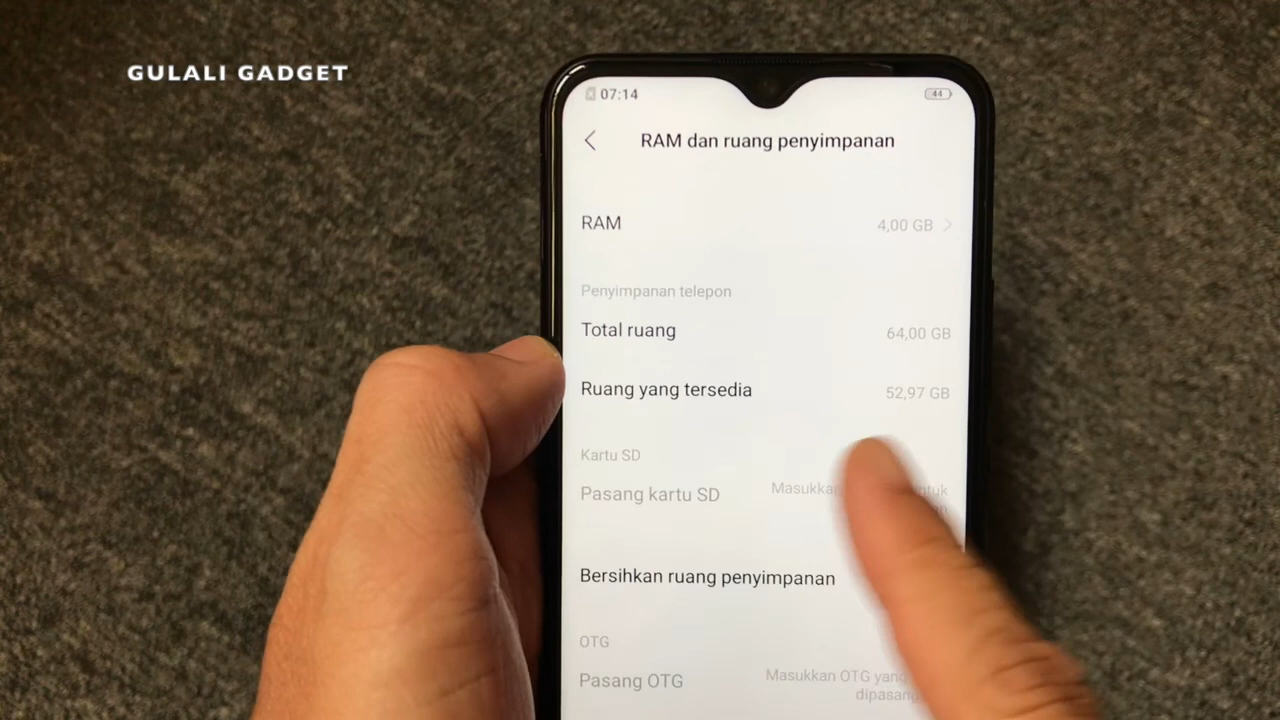 GULALI GADGET
07:14
44
RAM dan ruang penyimpanan
RAM 4,00 GB
Penyimpanan telepon
Total ruang 64,00 GB
Ruang yang tersedia 52,97 GB
Kartu SD
Pasang kartu SD
Bersihkan ruang penyimpanan
OTG
Pasang OTG Masukkan OTG yang